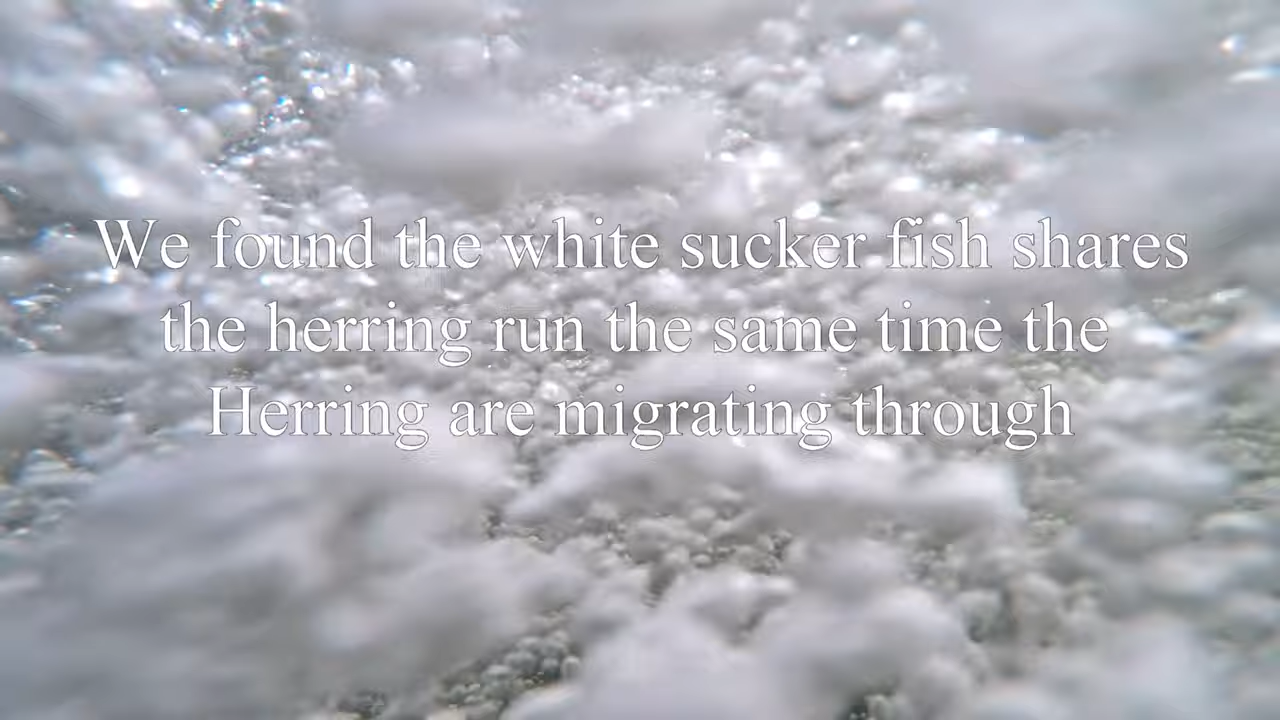 We found the white sucker fish shares
the herring run the same time the
Herring are migrating through